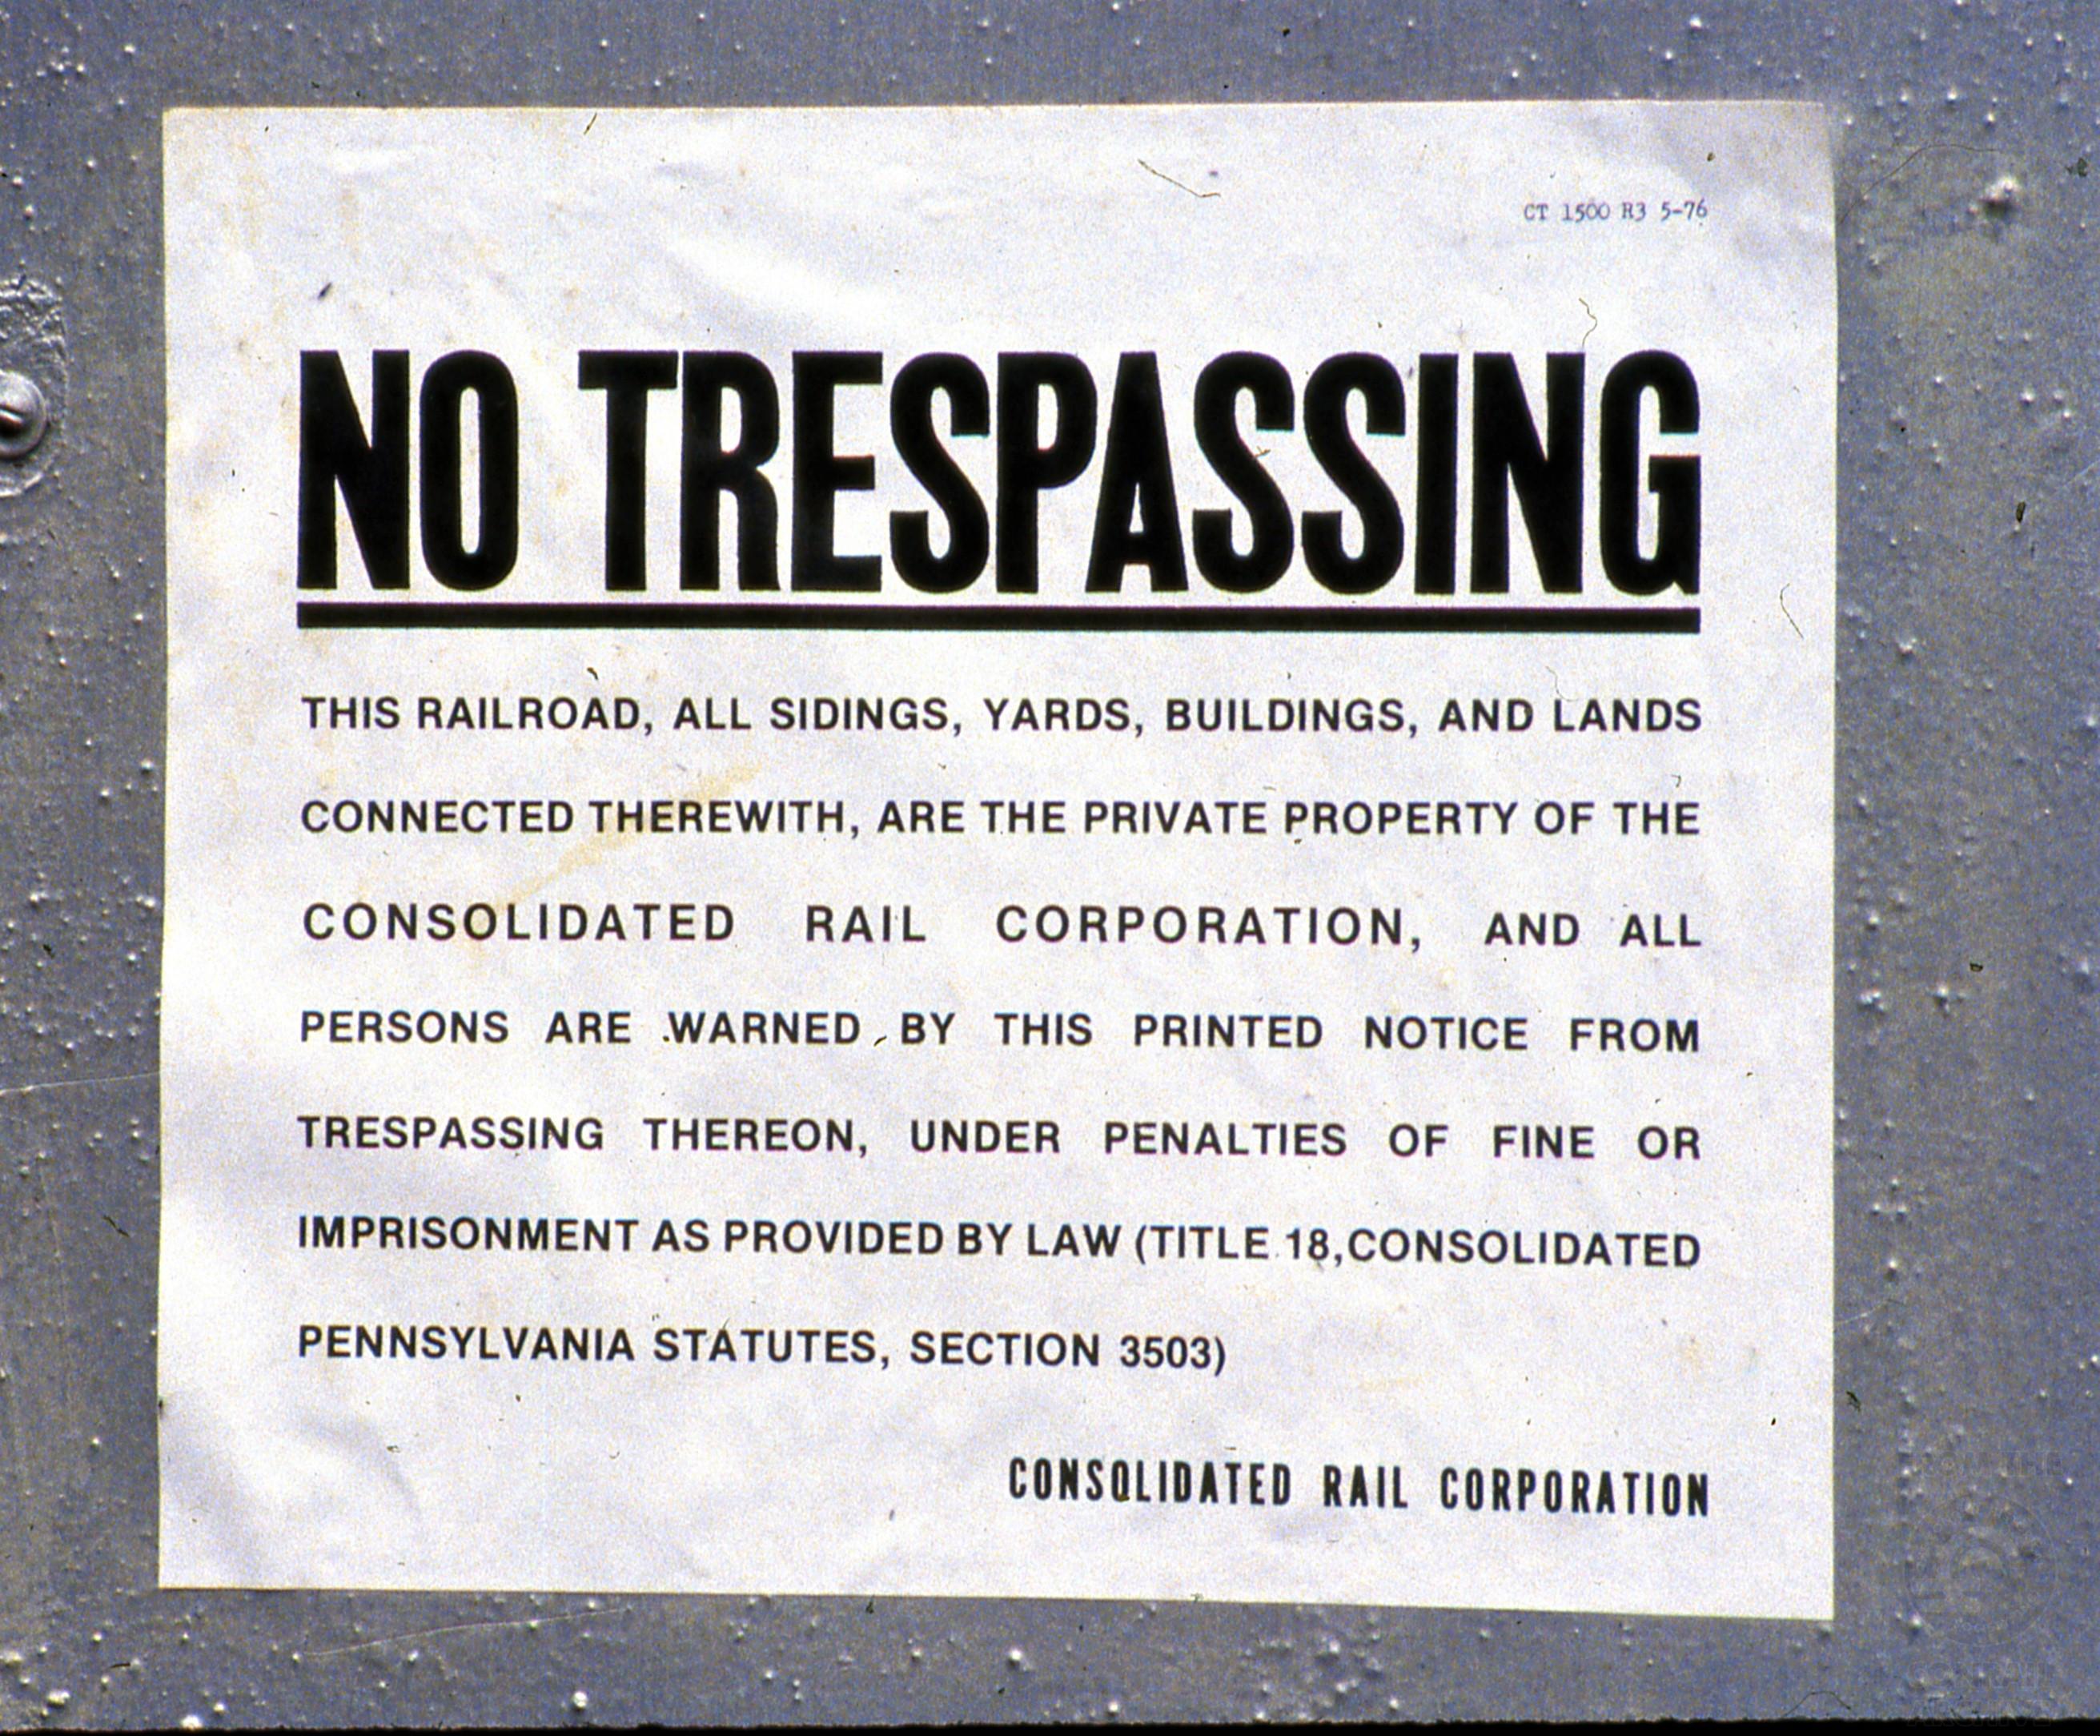 CT 1500 R3 5-76
NO TRESPASSING
THIS RAILROAD, ALL SIDINGS, YARDS, BUILDINGS, AND LANDS
CONNECTED THEREWITH, ARE THE PRIVATE PROPERTY OF THE
CONSOLIDATED RAIL CORPORATION, AND ALL
PERSONS ARE WARNED BY THIS PRINTED NOTICE FROM
TRESPASSING THEREON, UNDER PENALTIES OF FINE OR
IMPRISONMENT AS PROVIDED BY LAW (TITLE 18,CONSOLIDATED
PENNSYLVANIA STATUTES, SECTION 3503)
CONSOLIDATED RAIL CORPORATION